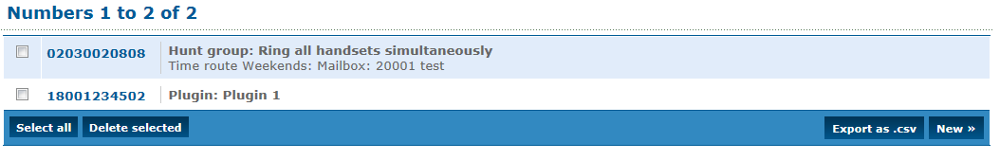 Numbers 1 to 2 of 2
02030020808 Hunt group: Ring all handsets simultaneously
Time route Weekends: Mailbox: 20001 test
18001234502 Plugin: Plugin 1
Select all Delete selected Export as .csv New »